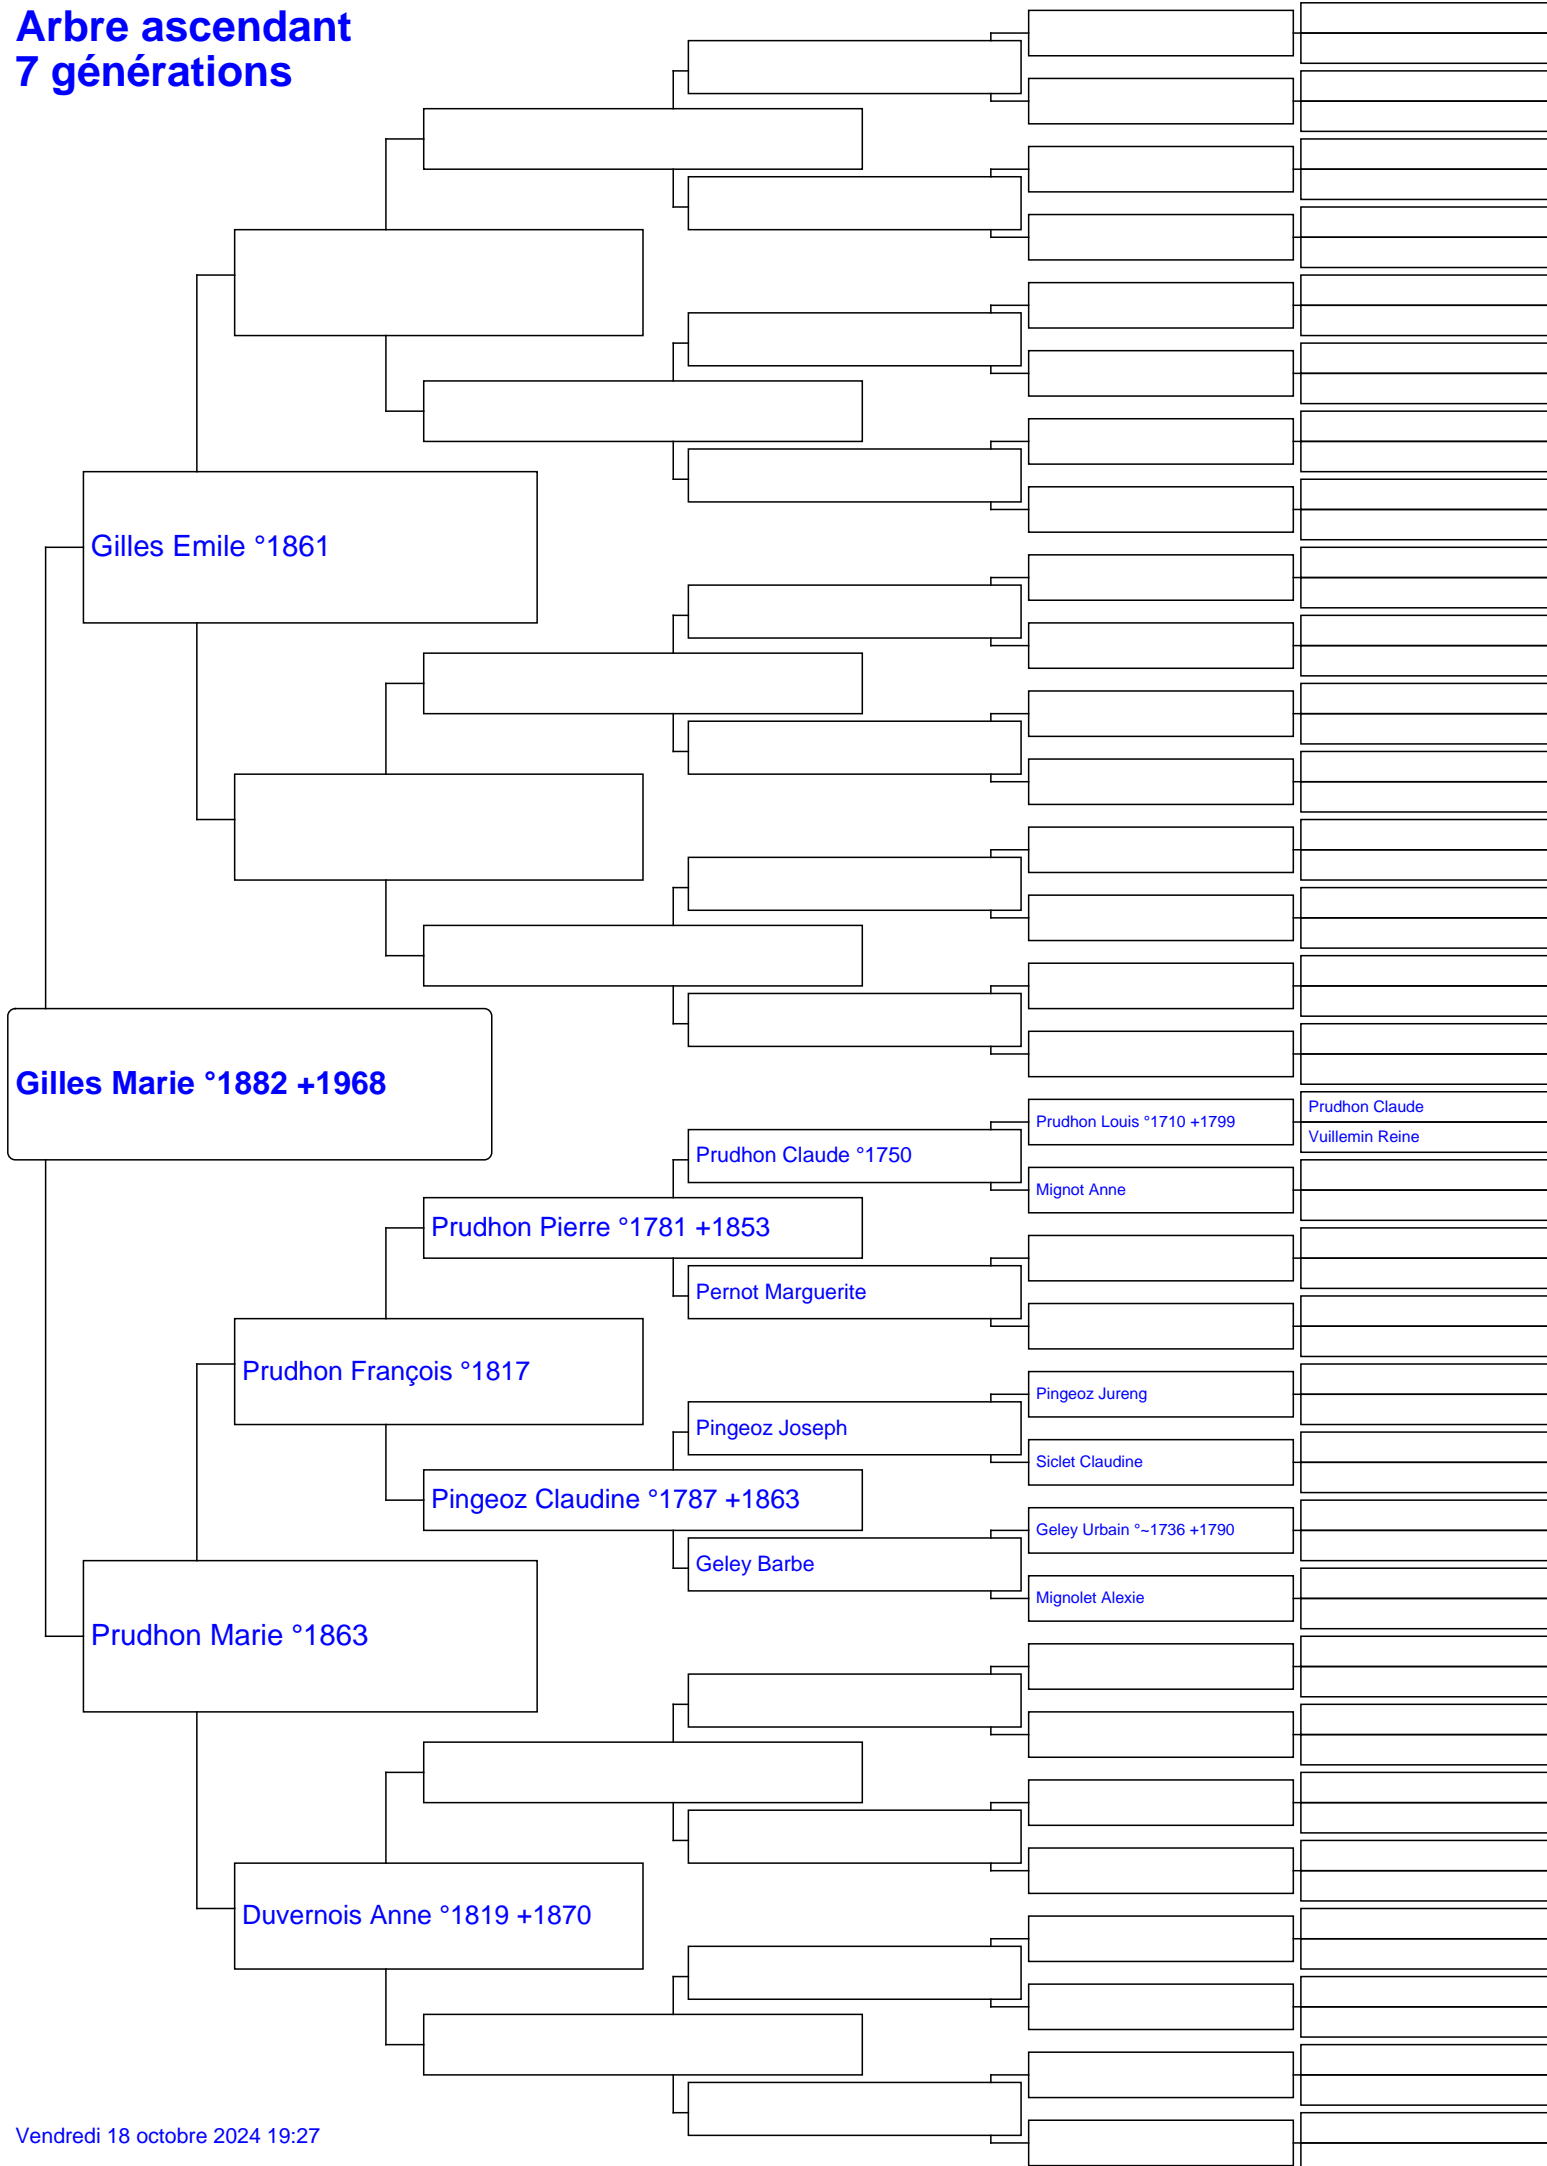 Arbre ascendant
7 générations
Gilles Emile °1861
Gilles Marie °1882 +1968
Prudhon Louis °1710 +1799
Prudhon Claude
Vuillemin Reine
Prudhon Claude °1750
Mignot Anne
Prudhon Pierre °1781 +1853
Pernot Marguerite
Prudhon François °1817
Pingeoz Jureng
Pingeoz Joseph
Siclet Claudine
Pingeoz Claudine °1787 +1863
Geley Urbain °~1736 +1790
Geley Barbe
Mignolet Alexie
Prudhon Marie °1863
Duvernois Anne °1819 +1870
Vendredi 18 octobre 2024 19:27